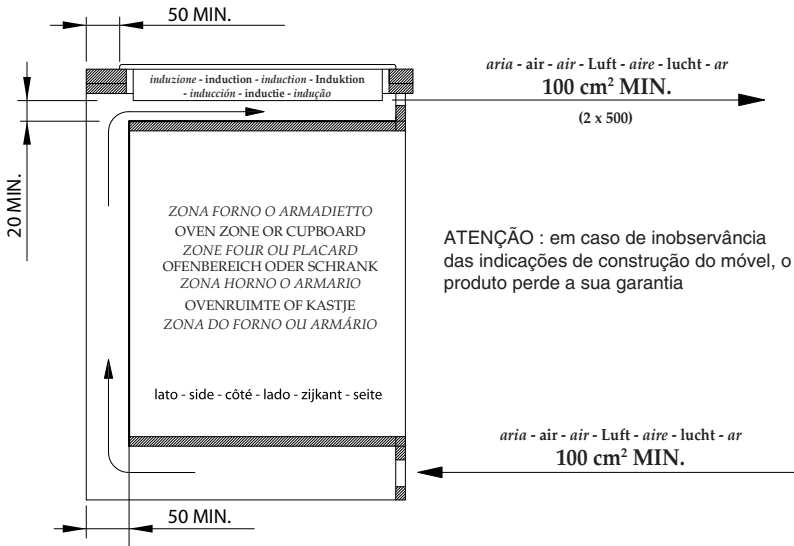 50 MIN.
induzione - induction - induction - Induktion
- inducción - inductie - indução
aria - air - air - Luft - aire - lucht - ar
100 cm² MIN.
(2 x 500)
20 MIN.
ZONA FORNO O ARMADIETTO
OVEN ZONE OR CUPBOARD
ZONE FOUR OU PLACARD
OFENBEREICH ODER SCHRANK
ZONA HORNO O ARMARIO
OVENRUIMTE OF KASTJE
ZONA DO FORNO OU ARMÁRIO
lato - side - côté - lado - zijkant - seite
ATENÇÃO : em caso de inobservância
das indicações de construção do móvel, o
produto perde a sua garantia
aria - air - air - Luft - aire - lucht - ar
100 cm² MIN.
50 MIN.